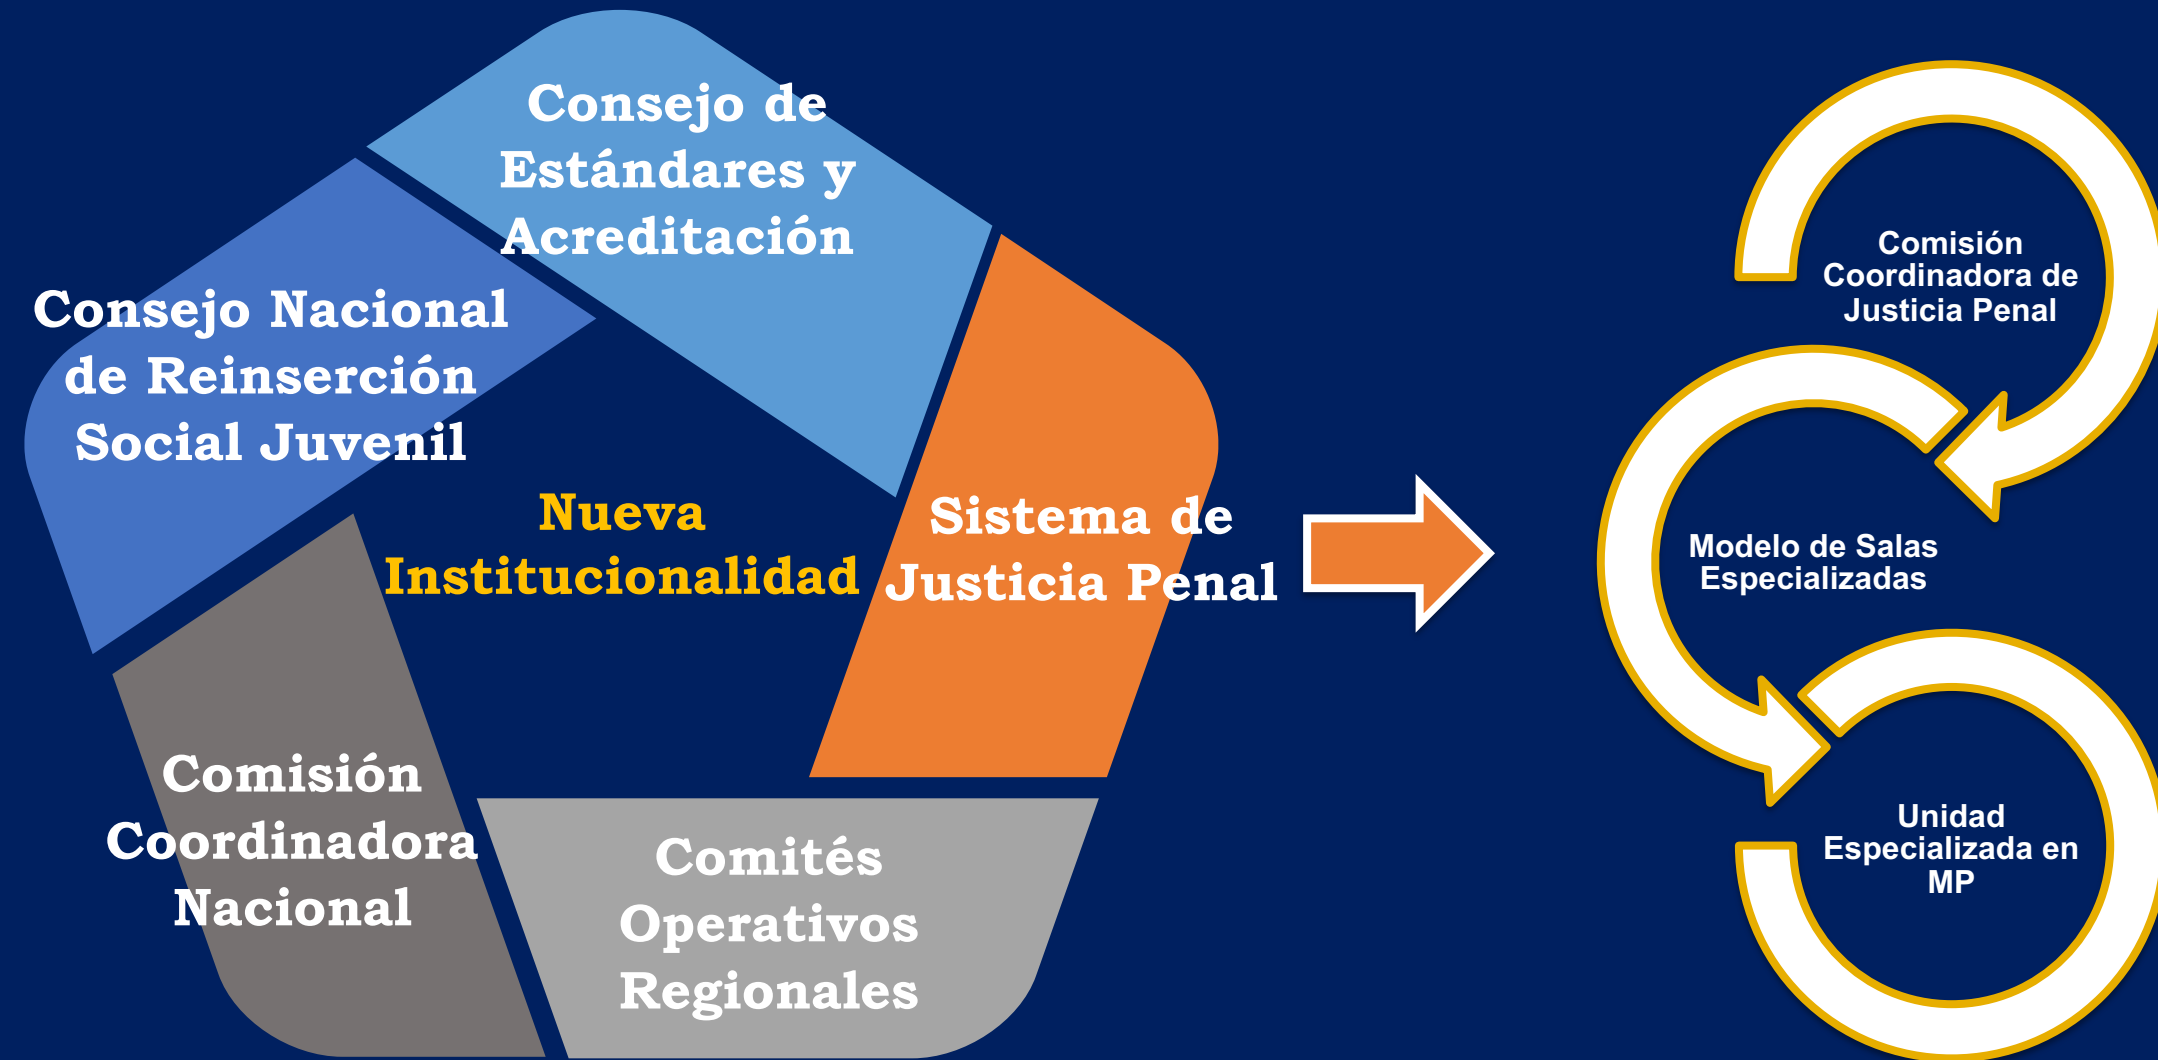 Consejo de
Estándares y
Acreditación
Consejo Nacional
de Reinserción
Social Juvenil
Nueva
Institucionalidad
Sistema de
Justicia Penal
Comisión
Coordinadora
Nacional
Comités
Operativos
Regionales
Comisión
Coordinadora de
Justicia Penal
Modelo de Salas
Especializadas
Unidad
Especializada en
MP